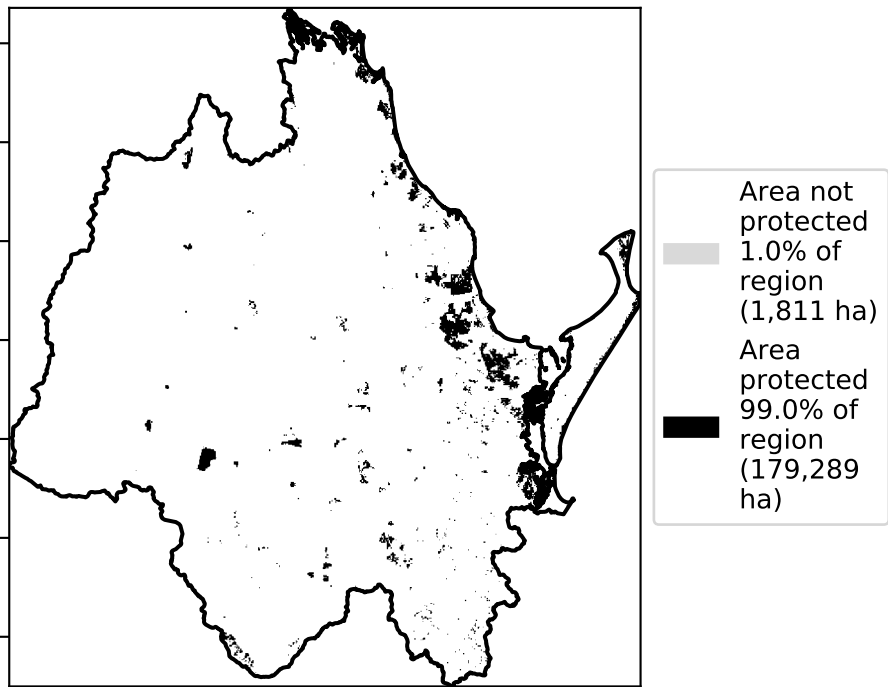 Area not
protected
1.0% of
region
(1,811 ha)
Area
protected
99.0% of
region
(179,289
ha)